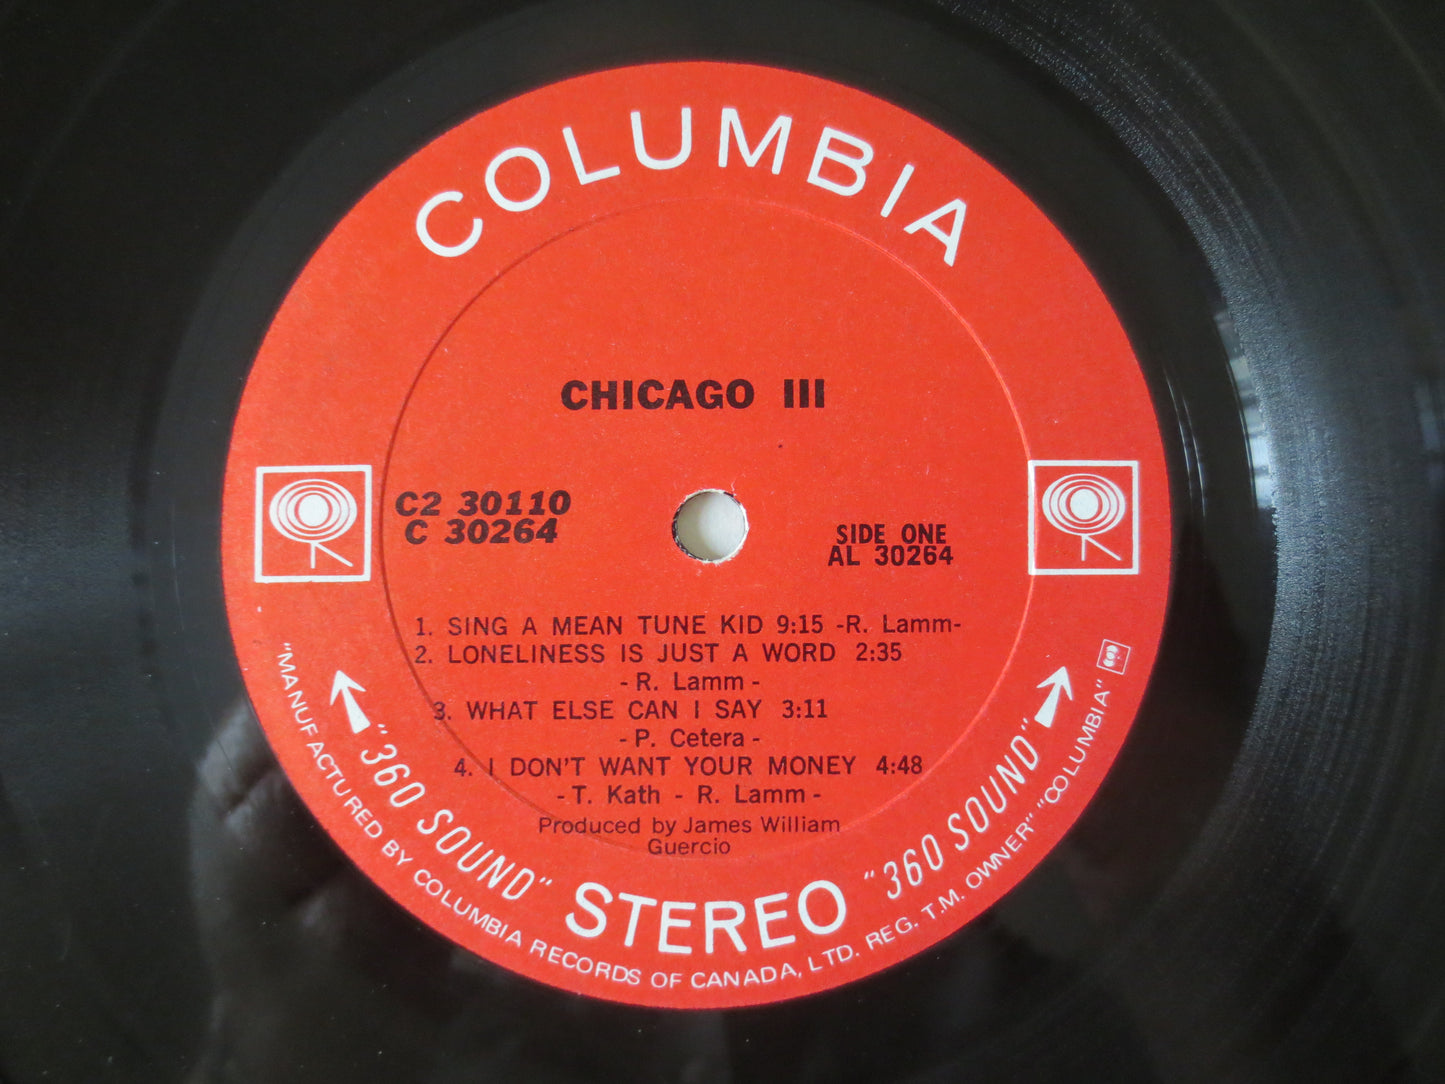 COLUMBIA
CHICAGO III
C2 30110
C 30264
SIDE ONE
AL 30264
1. SING A MEAN TUNE KID 9:15 -R. Lamm-
2. LONELINESS IS JUST A WORD 2:35
- R. Lamm -
3. WHAT ELSE CAN I SAY 3:11
- P. Cetera -
4. I DON'T WANT YOUR MONEY 4:48
- T. Kath - R. Lamm -
Produced by James William
Guercio
"360 SOUND" STEREO "360 SOUND"
"MANUFACTURED BY COLUMBIA RECORDS OF CANADA, LTD. REG. T.M. OWNER" "COLUMBIA"